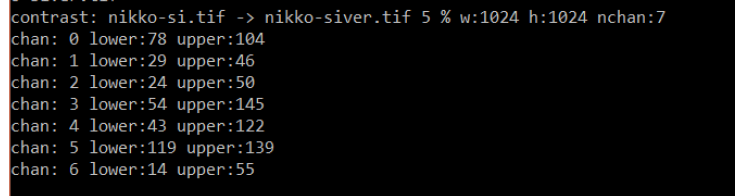 contrast: nikko-si.tif -> nikko-siver.tif 5 % w:1024 h:1024 nchan:7
chan: 0 lower:78 upper:104
chan: 1 lower:29 upper:46
chan: 2 lower:24 upper:50
chan: 3 lower:54 upper:145
chan: 4 lower:43 upper:122
chan: 5 lower:119 upper:139
chan: 6 lower:14 upper:55